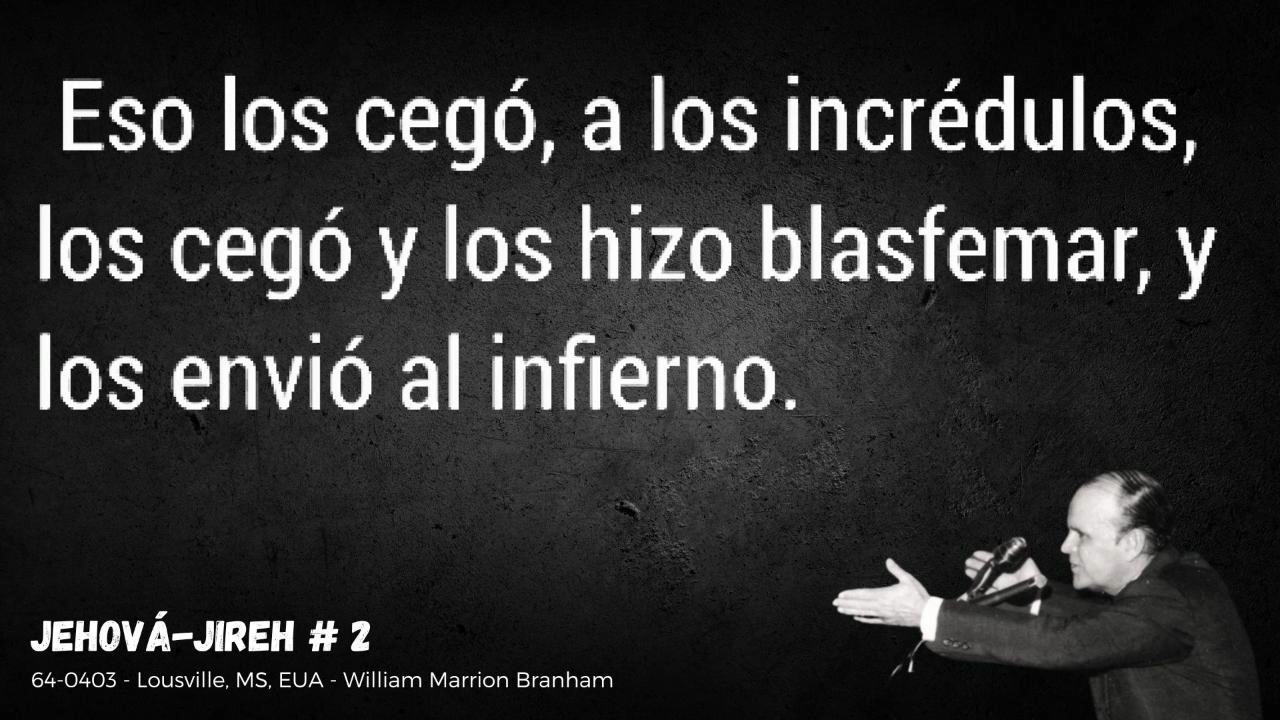 Eso los cegó, a los incrédulos,
los cegó y los hizo blasfemar, y
los envió al infierno.
JEHOVÁ-JIREH # 2
64-0403 - Lousville, MS, EUA - William Marrion Branham